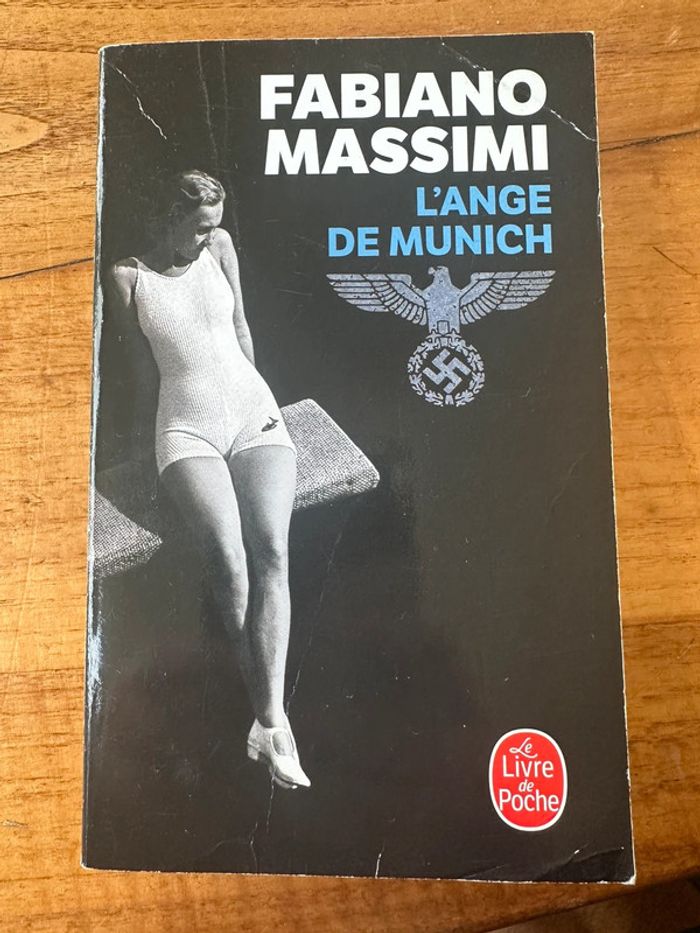 FABIANO
MASSIMI
L'ANGE
DE MUNICH
Le
Livre
de
Poche